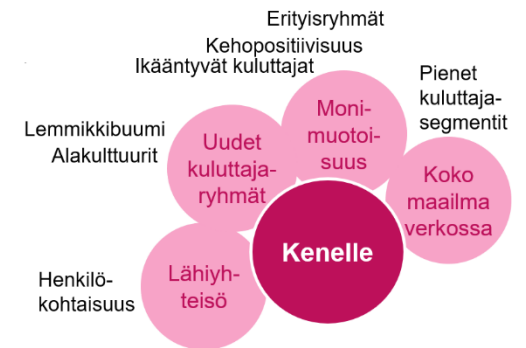 Erityisryhmät
Kehopositiivisuus
Ikääntyvät kuluttajat
Pienet
kuluttaja-
segmentit
Lemmikkibuumi
Alakulttuurit
Uudet
kuluttaja-
ryhmät
Moni-
muotoi-
suus
Koko
maailma
verkossa
Kenelle
Henkilö-
kohtaisuus
Lähiyh-
teisö